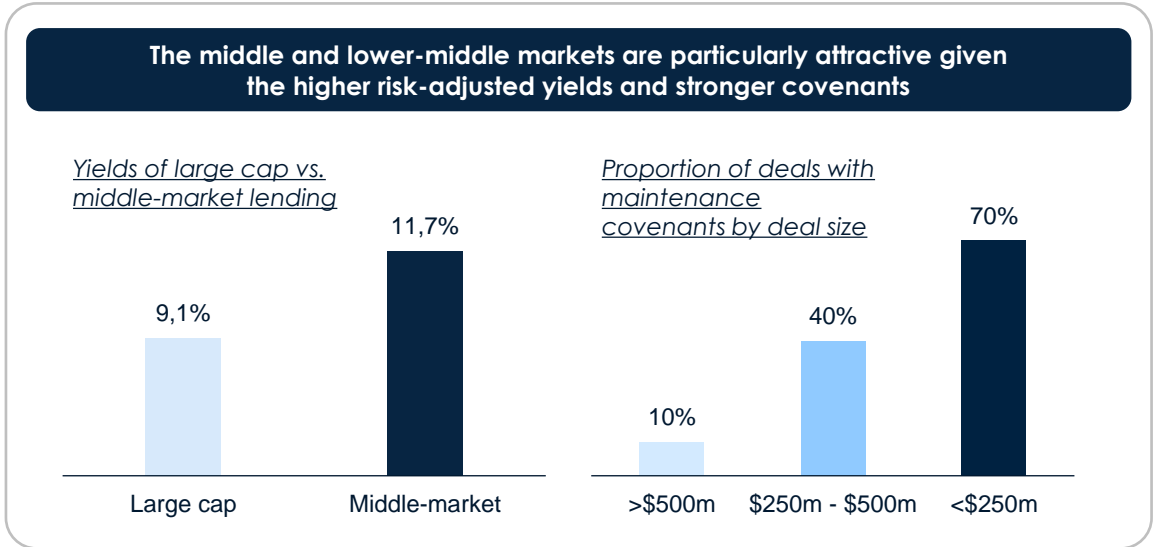 The middle and lower-middle markets are particularly attractive given
the higher risk-adjusted yields and stronger covenants
Yields of large cap vs.
middle-market lending
9,1%
11,7%
Large cap
Middle-market
Proportion of deals with
maintenance
covenants by deal size
10%
40%
70%
>$500m
$250m - $500m
<$250m